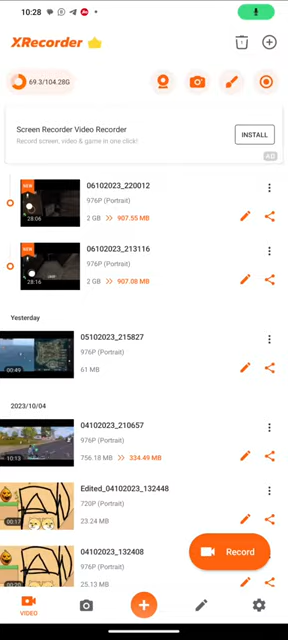 10:28
XRecorder
69.3/104.28G
Screen Recorder Video Recorder
Record screen, video & game in one click!
INSTALL
AD
NEW
28:06
06102023_220012
976P (Portrait)
2 GB >> 907.55 MB
NEW
28:16
06102023_213116
976P (Portrait)
2 GB >> 907.08 MB
Yesterday
00:49
05102023_215827
976P (Portrait)
61 MB
2023/10/04
10:13
04102023_210657
976P (Portrait)
756.18 MB >> 334.49 MB
00:17
Edited_04102023_132448
720P (Portrait)
23.24 MB
00:20
04102023_132408
976P (Portrait)
25.13 MB
Record
VIDEO